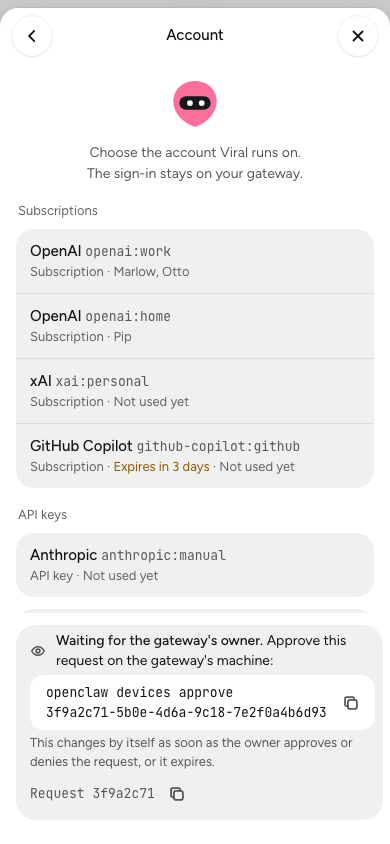 Account
Choose the account Viral runs on.
The sign-in stays on your gateway.
Subscriptions
OpenAI openai:work
Subscription · Marlow, Otto
OpenAI openai:home
Subscription · Pip
xAI xai:personal
Subscription · Not used yet
GitHub Copilot github-copilot:github
Subscription · Expires in 3 days · Not used yet
API keys
Anthropic anthropic:manual
API key · Not used yet
Waiting for the gateway's owner. Approve this
request on the gateway's machine:
openclaw devices approve
3f9a2c71-5b0e-4d6a-9c18-7e2f0a4b6d93
This changes by itself as soon as the owner approves or
denies the request, or it expires.
Request 3f9a2c71